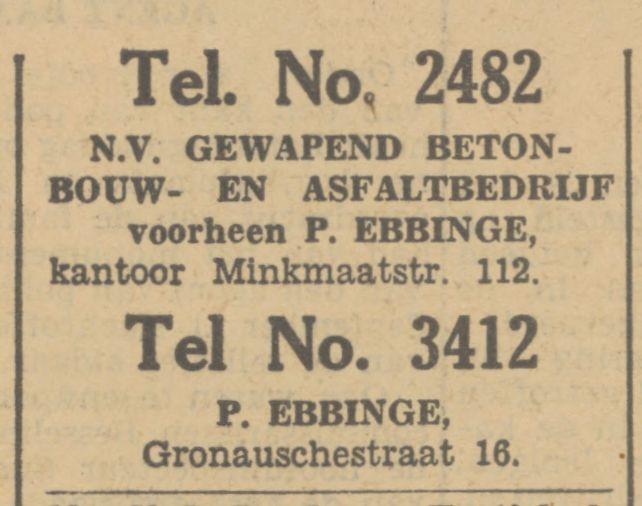 Tel. No. 2482
N.V. GEWAPEND BETON-
BOUW- EN ASFALTBEDRIJF
voorheen P. EBBINGE,
kantoor Minkmaatstr. 112.
Tel No. 3412
P. EBBINGE,
Gronauschestraat 16.